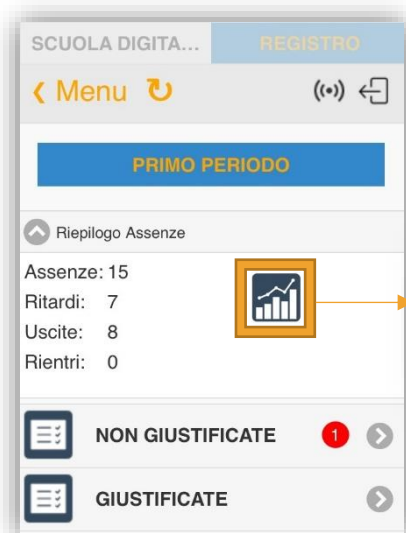 SCUOLA DIGITA... REGISTRO
Menu
PRIMO PERIODO
Riepilogo Assenze
Assenze: 15
Ritardi: 7
Uscite: 8
Rientri: 0
NON GIUSTIFICATE 1
GIUSTIFICATE